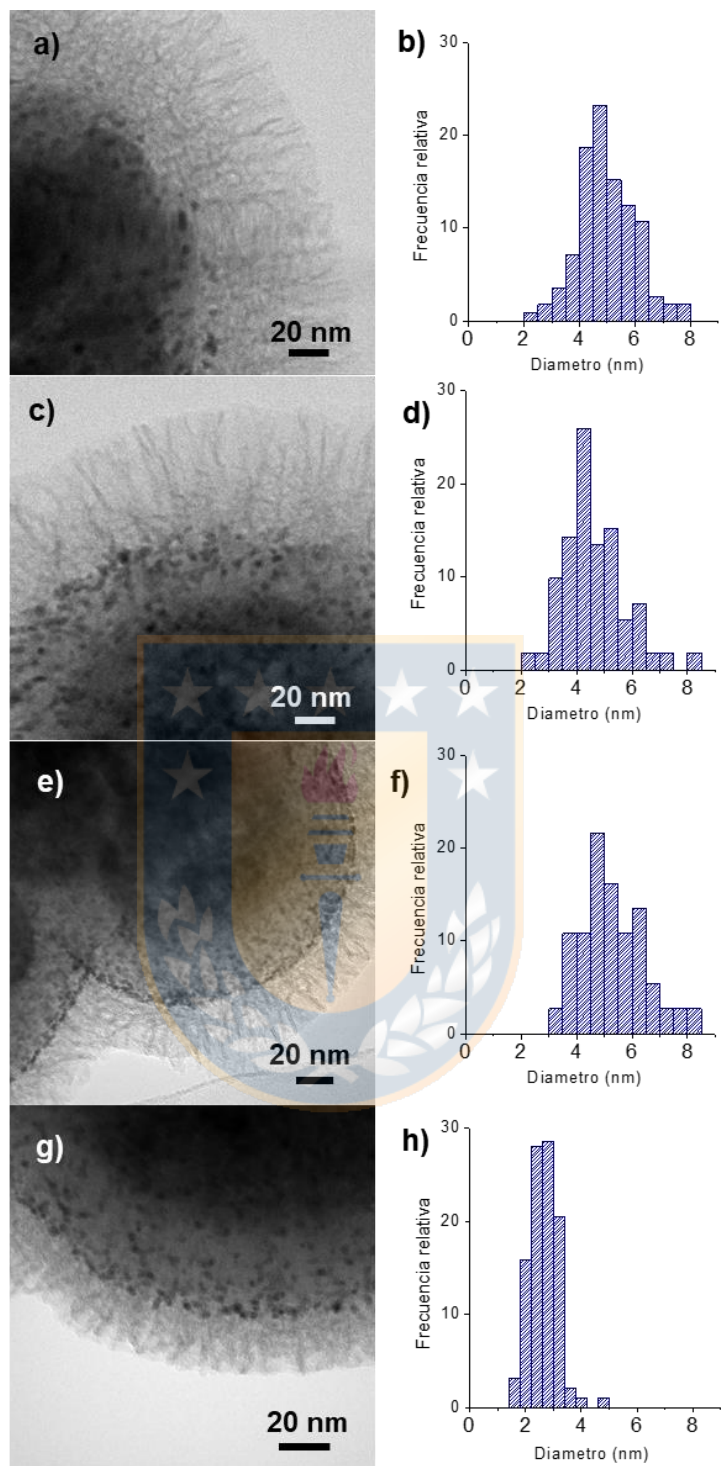 a)
20 nm
b)
30
20
10
0
Frecuencia relativa
0 2 4 6 8
Diametro (nm)
c)
20 nm
d)
30
20
10
0
Frecuencia relativa
0 2 4 6 8
Diametro (nm)
e)
20 nm
f)
30
20
10
0
Frecuencia relativa
0 2 4 6 8
Diametro (nm)
g)
20 nm
h)
30
20
10
0
Frecuencia relativa
0 2 4 6 8
Diametro (nm)